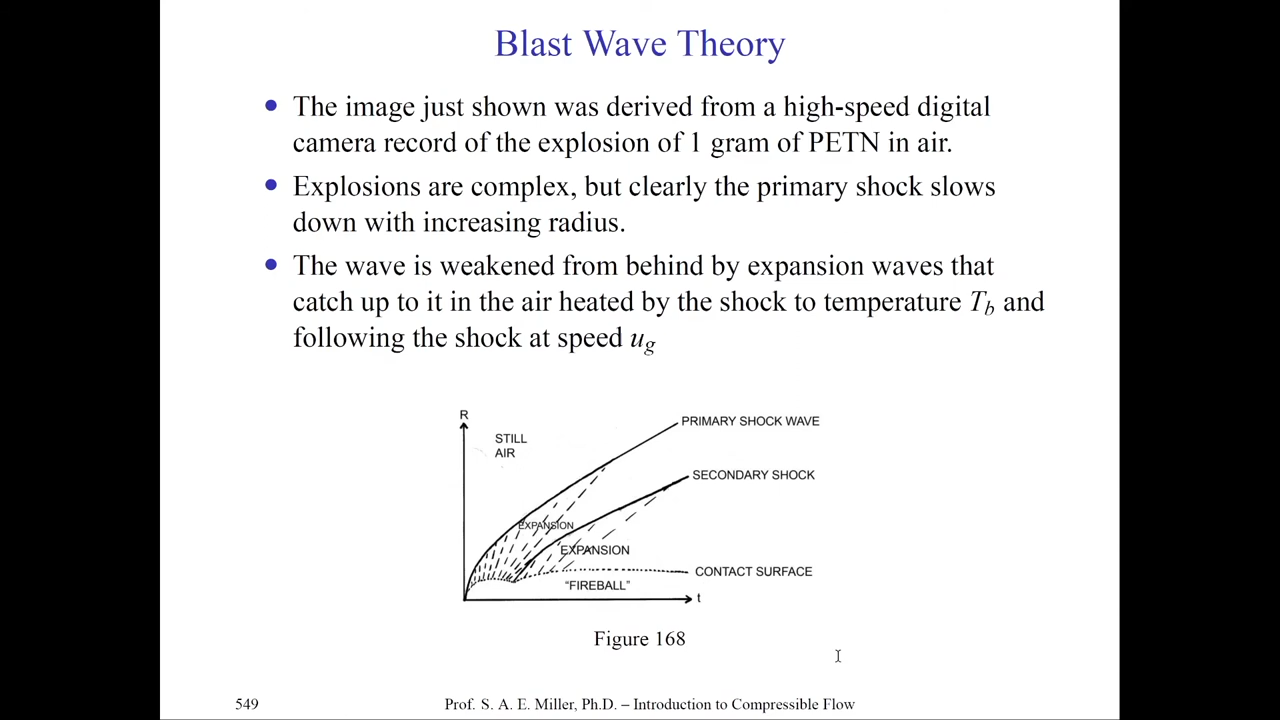 Blast Wave Theory
The image just shown was derived from a high-speed digital
camera record of the explosion of 1 gram of PETN in air.
Explosions are complex, but clearly the primary shock slows
down with increasing radius.
The wave is weakened from behind by expansion waves that
catch up to it in the air heated by the shock to temperature T_b and
following the shock at speed u_g
R
STILL
AIR
PRIMARY SHOCK WAVE
SECONDARY SHOCK
EXPANSION
EXPANSION
CONTACT SURFACE
“FIREBALL”
t
Figure 168
549
Prof. S. A. E. Miller, Ph.D. – Introduction to Compressible Flow